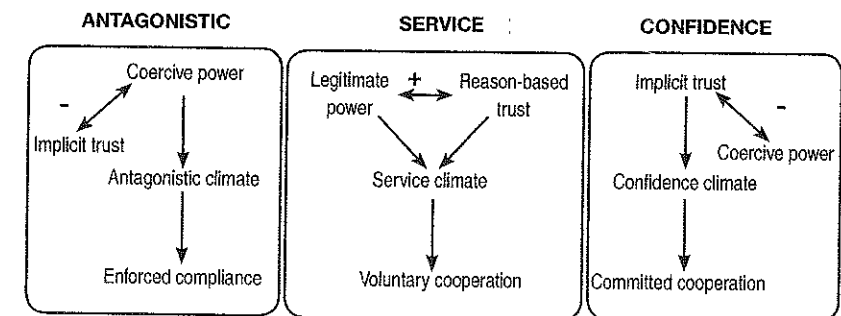 ANTAGONISTIC
Coercive power
-
Implicit trust
Antagonistic climate
Enforced compliance
SERVICE
Legitimate
power
+
Reason-based
trust
Service climate
Voluntary cooperation
CONFIDENCE
Implicit trust
-
Coercive power
Confidence climate
Committed cooperation